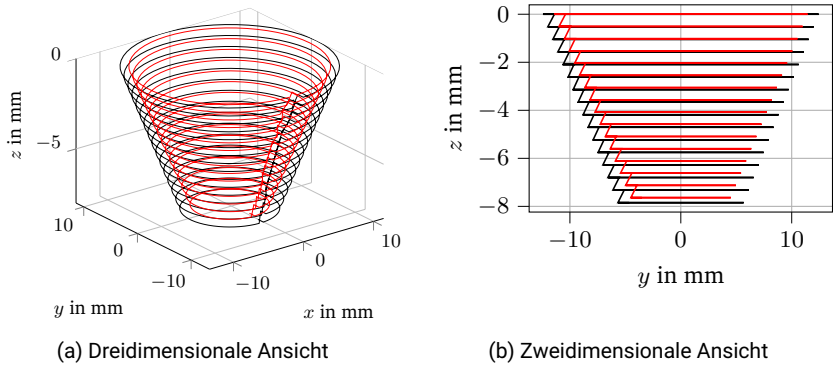 0
−5
z in mm
10
0
−10
y in mm
−10
0
10
x in mm
(a) Dreidimensionale Ansicht
0
−2
−4
−6
−8
z in mm
−10
0
10
y in mm
(b) Zweidimensionale Ansicht